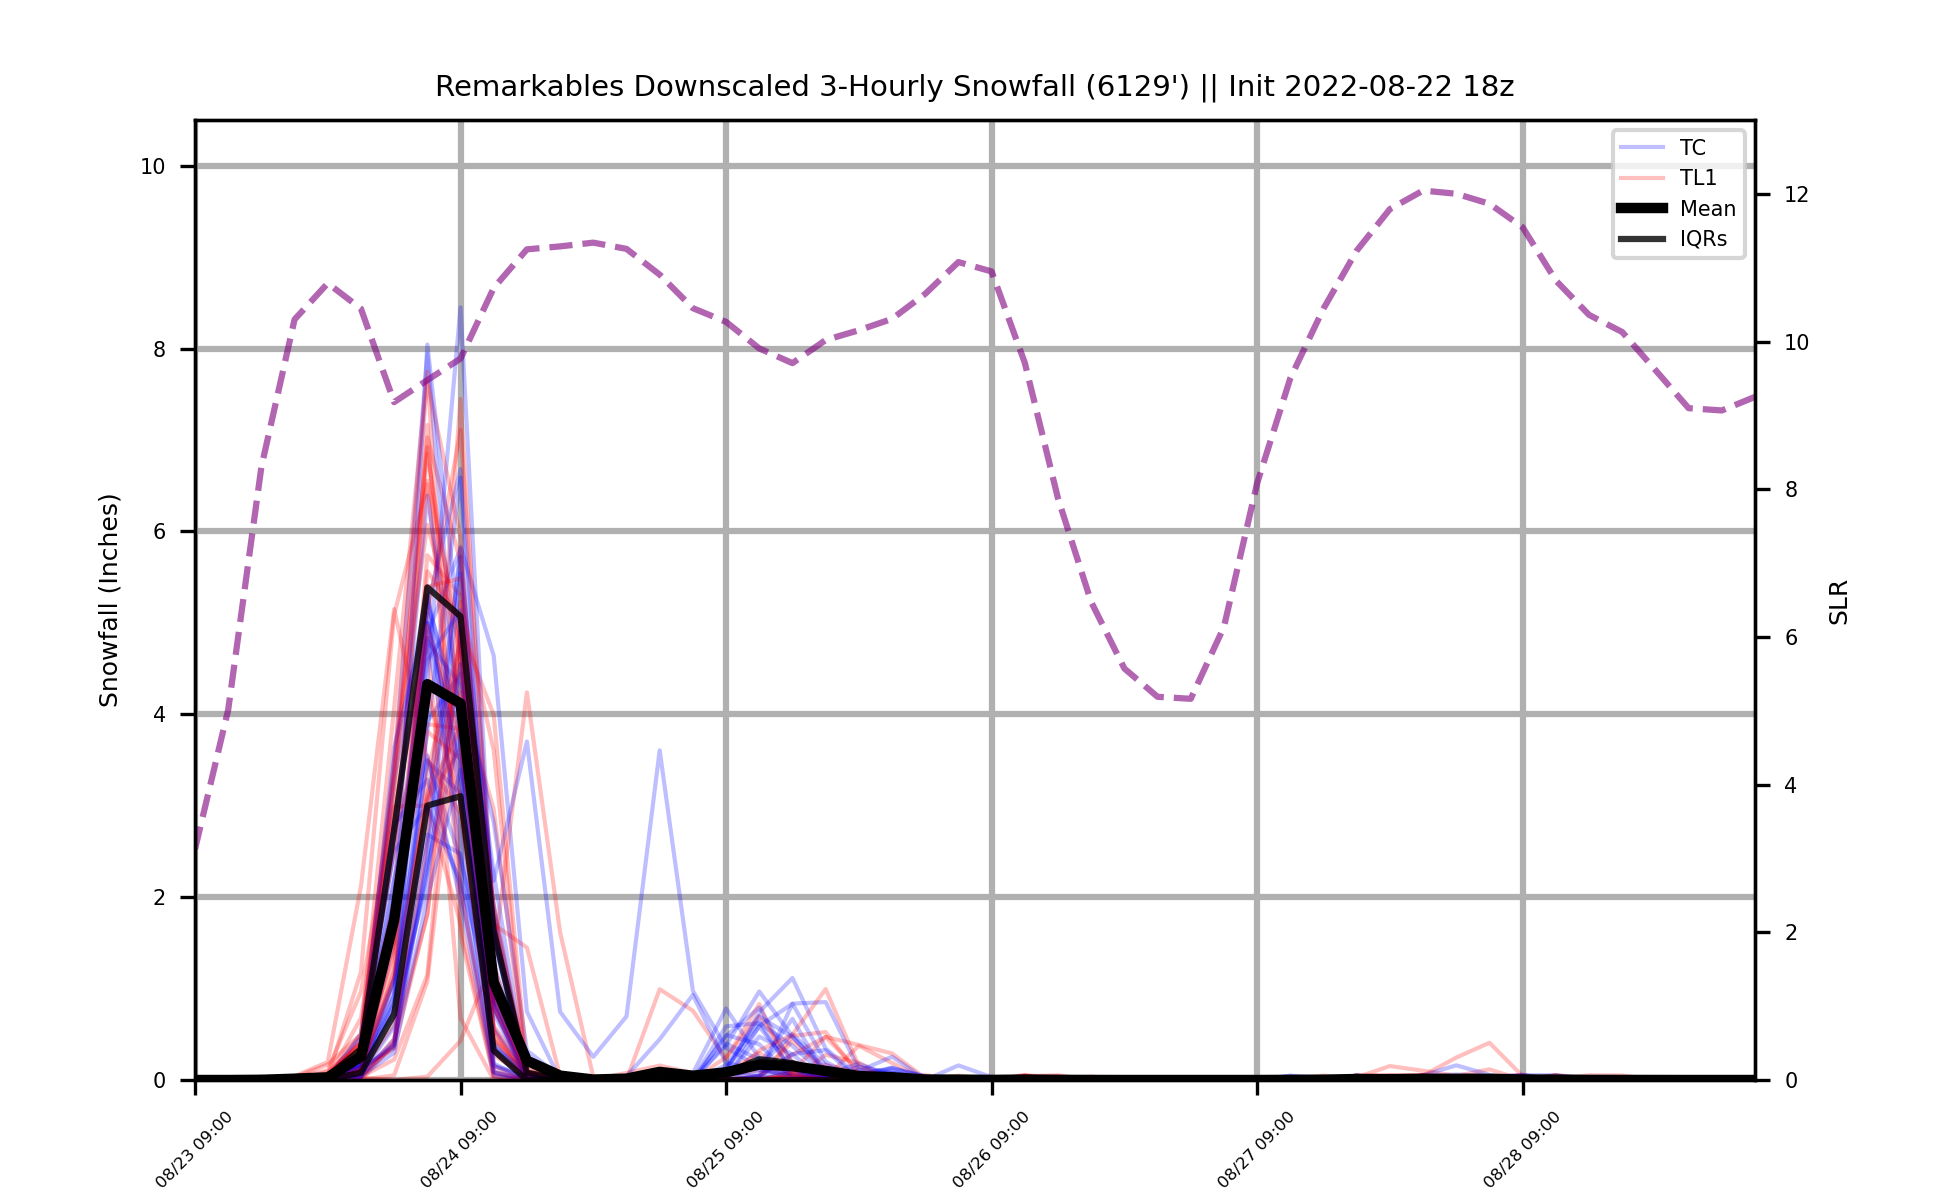 Remarkables Downscaled 3-Hourly Snowfall (6129') || Init 2022-08-22 18z
TC
TL1
Mean
IQRs
Snowfall (Inches)
10
8
6
4
2
0
SLR
12
10
8
6
4
2
0
08/23 09:00
08/24 09:00
08/25 09:00
08/26 09:00
08/27 09:00
08/28 09:00